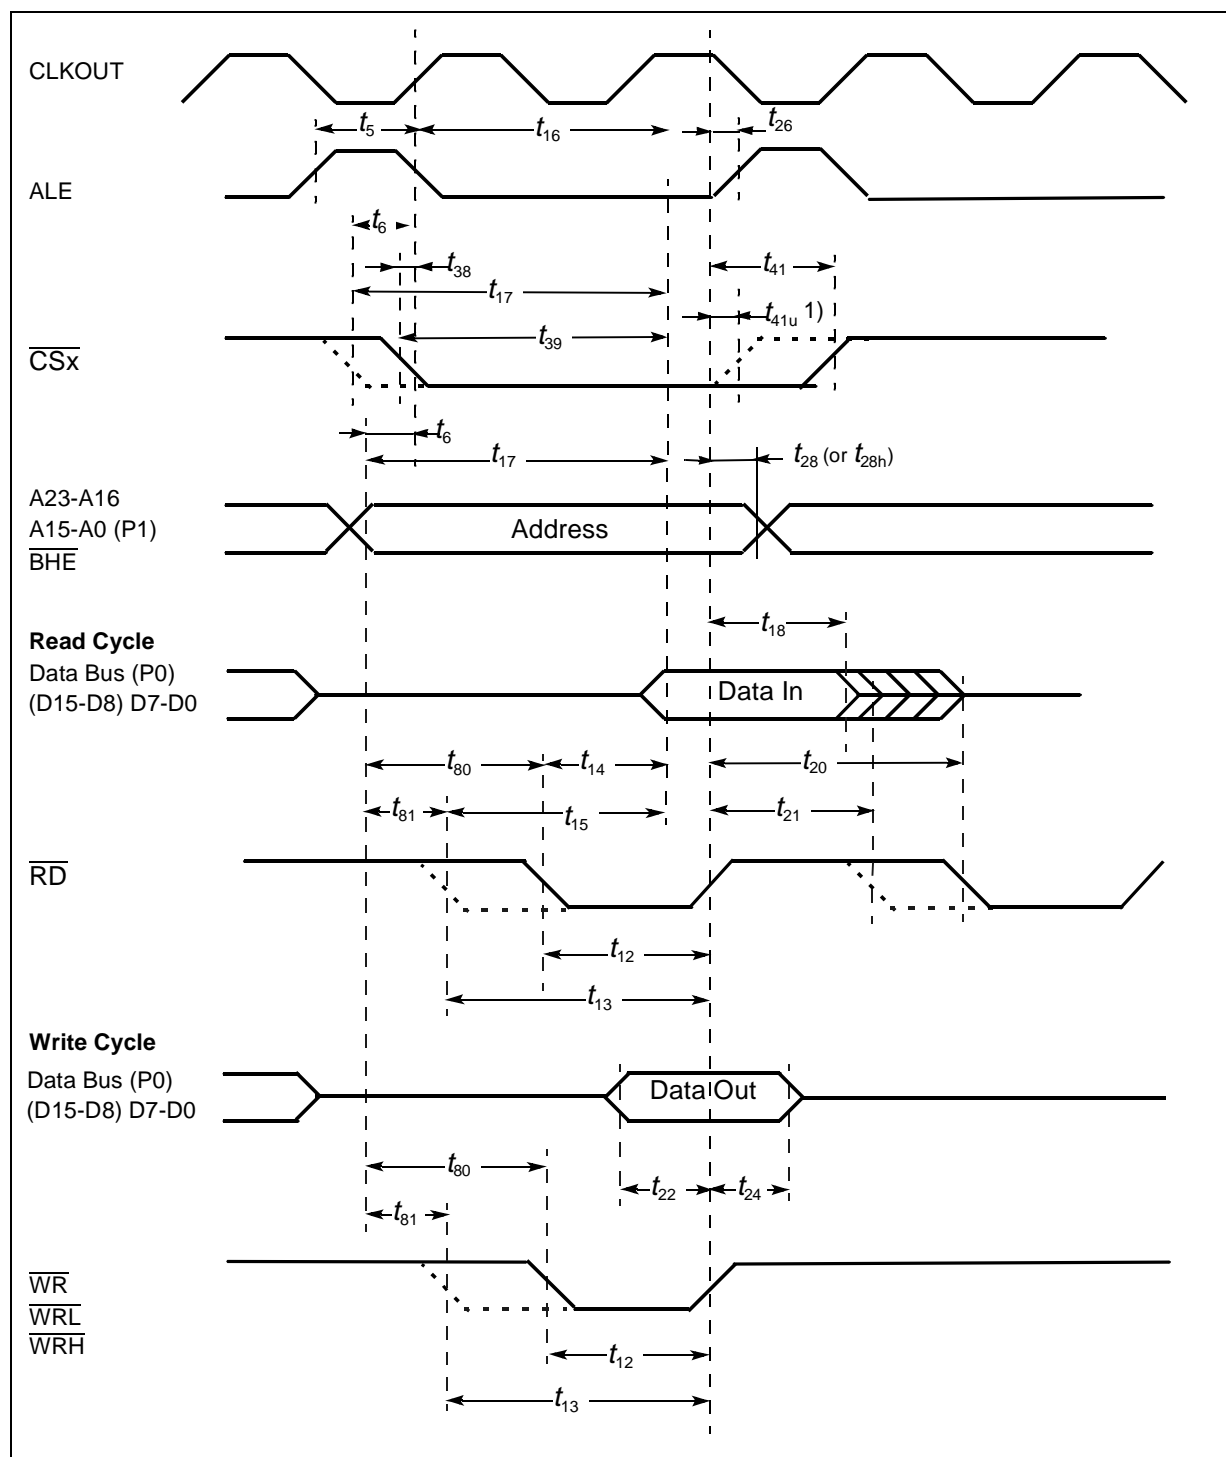 CLKOUT
t5
t16
t26
ALE
t6
t38
t41
t17
t41u 1)
t39
CSx
t6
t17
t28 (or t28h)
A23-A16
A15-A0 (P1)
Address
BHE
t18
Read Cycle
Data Bus (P0)
Data In
(D15-D8) D7-D0
t80
t14
t20
t81
t15
t21
RD
t12
t13
Write Cycle
Data Bus (P0)
Data Out
(D15-D8) D7-D0
t80
t22
t24
t81
WR
WRL
WRH
t12
t13